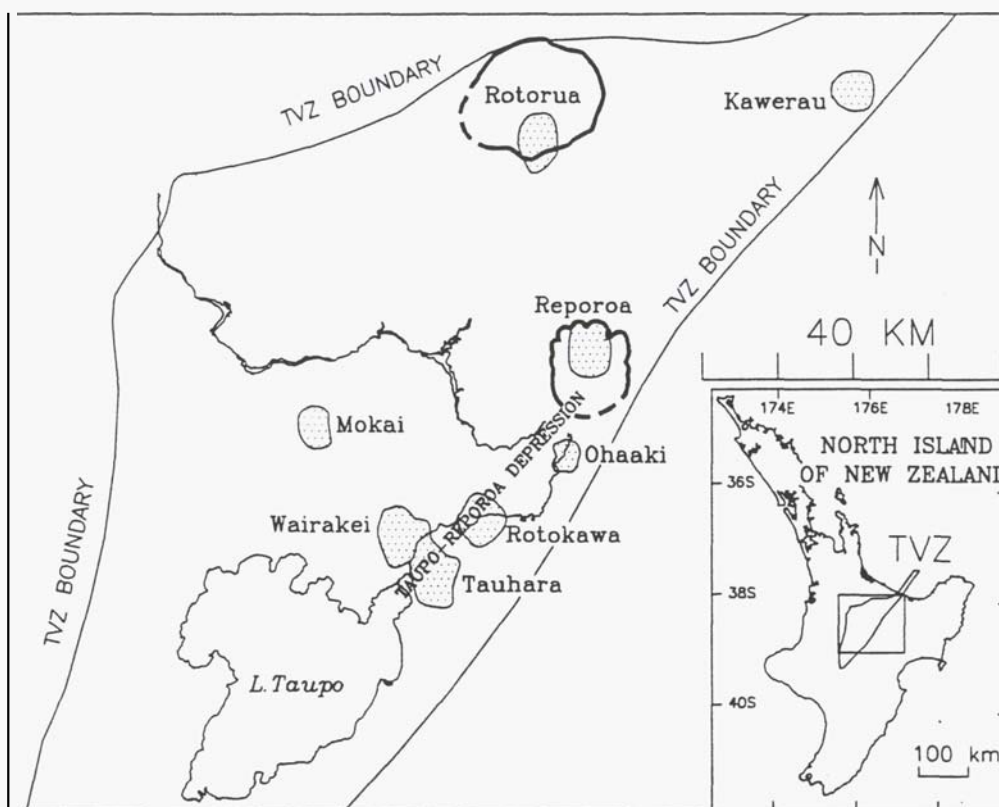 TVZ BOUNDARY
Rotorua
Kawerau
TVZ BOUNDARY
N
Reporoa
40 KM
Mokai
TAUPO-REPOROA DEPRESSION
Ohaaki
Wairakei
Rotokawa
Tauhara
TVZ BOUNDARY
L.Taupo
174E 176E 178E
NORTH ISLAND
OF NEW ZEALAND
36S
TVZ
38S
40S
100 km